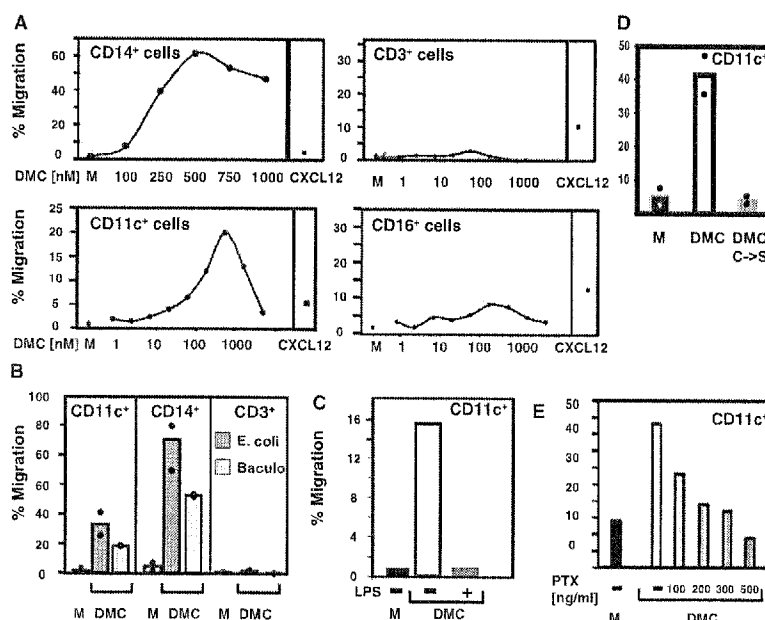 A
CD14+ cells
60
40
20
0
% Migration
DMC [nM] M 100 250 500 750 1000 CXCL12
CD3+ cells
30
20
10
0
M 1 10 100 1000 CXCL12
CD11c+ cells
25
20
15
10
5
0
% Migration
DMC [nM] M 1 10 100 1000 CXCL12
CD16+ cells
30
20
10
5
0
M 1 10 100 1000 CXCL12
D
CD11c+
50
40
30
20
10
M DMC DMC
C->S
B
100
80
60
40
20
0
% Migration
CD11c+ CD14+ CD3+
E. coli
Baculo
M DMC M DMC M DMC
C
CD11c+
16
12
8
4
0
% Migration
LPS - - +
M DMC
E
CD11c+
50
40
30
20
10
0
PTX - - 100 200 300 500
[ng/ml]
M DMC